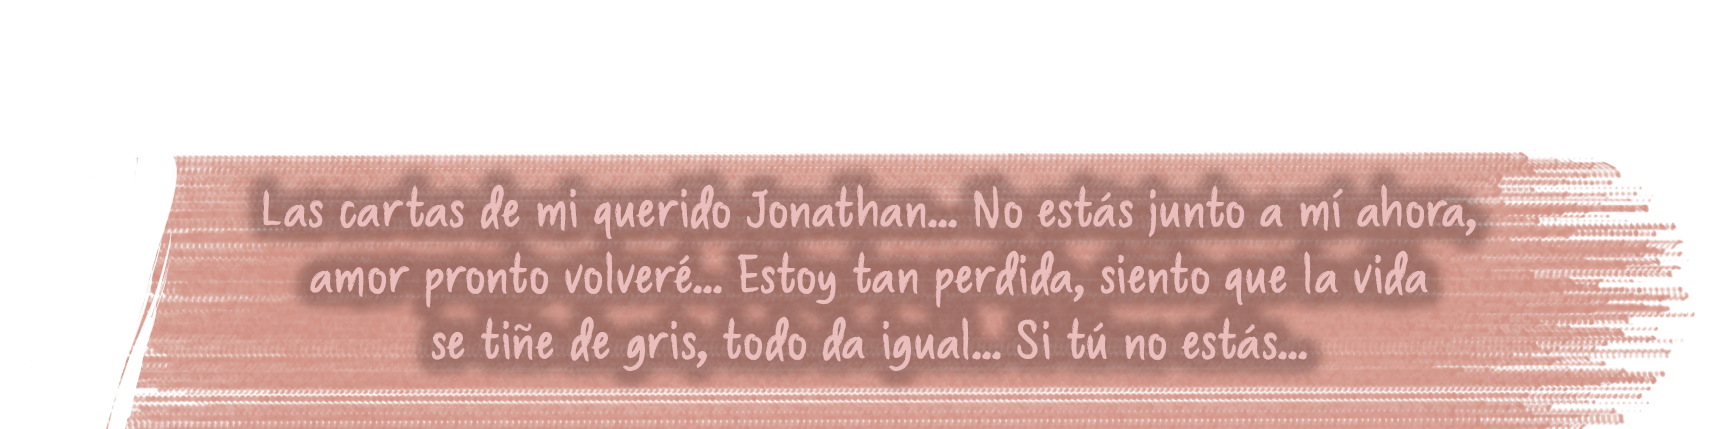 Las cartas de mi querido Jonathan... No estás junto a mí ahora,
amor pronto volveré... Estoy tan perdida, siento que la vida
se tiñe de gris, todo da igual... Si tú no estás...